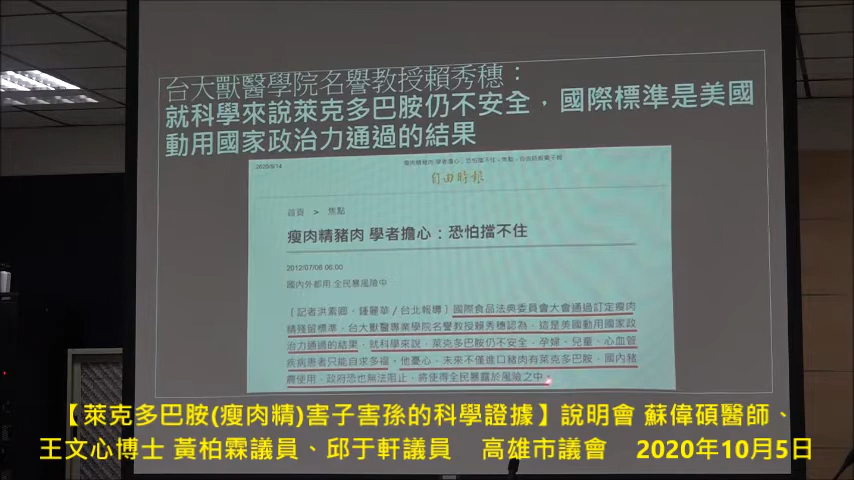 台大獸醫學院名譽教授賴秀穗：
就科學來說萊克多巴胺仍不安全，國際標準是美國
動用國家政治力通過的結果
自由時報
首頁 > 焦點
瘦肉精豬肉 學者擔心：恐怕擋不住
2012/07/08 06:00
國內外都用 全民暴風險中
〔記者洪素卿、鍾麗華／台北報導〕國際食品法典委員會大會通過訂定瘦肉
精殘留標準，台大獸醫專業學院名譽教授賴秀穗認為，這是美國動用國家政
治力通過的結果，就科學來說，萊克多巴胺仍不安全，孕婦、兒童、心血管
疾病患者只能自求多福。他憂心，未來不僅進口豬肉有萊克多巴胺，國內豬
農使用，政府恐也無法阻止，將使得全民暴露於風險之中。
【萊克多巴胺(瘦肉精)害子害孫的科學證據】說明會 蘇偉碩醫師、
王文心博士 黃柏霖議員、邱于軒議員 高雄市議會 2020年10月5日